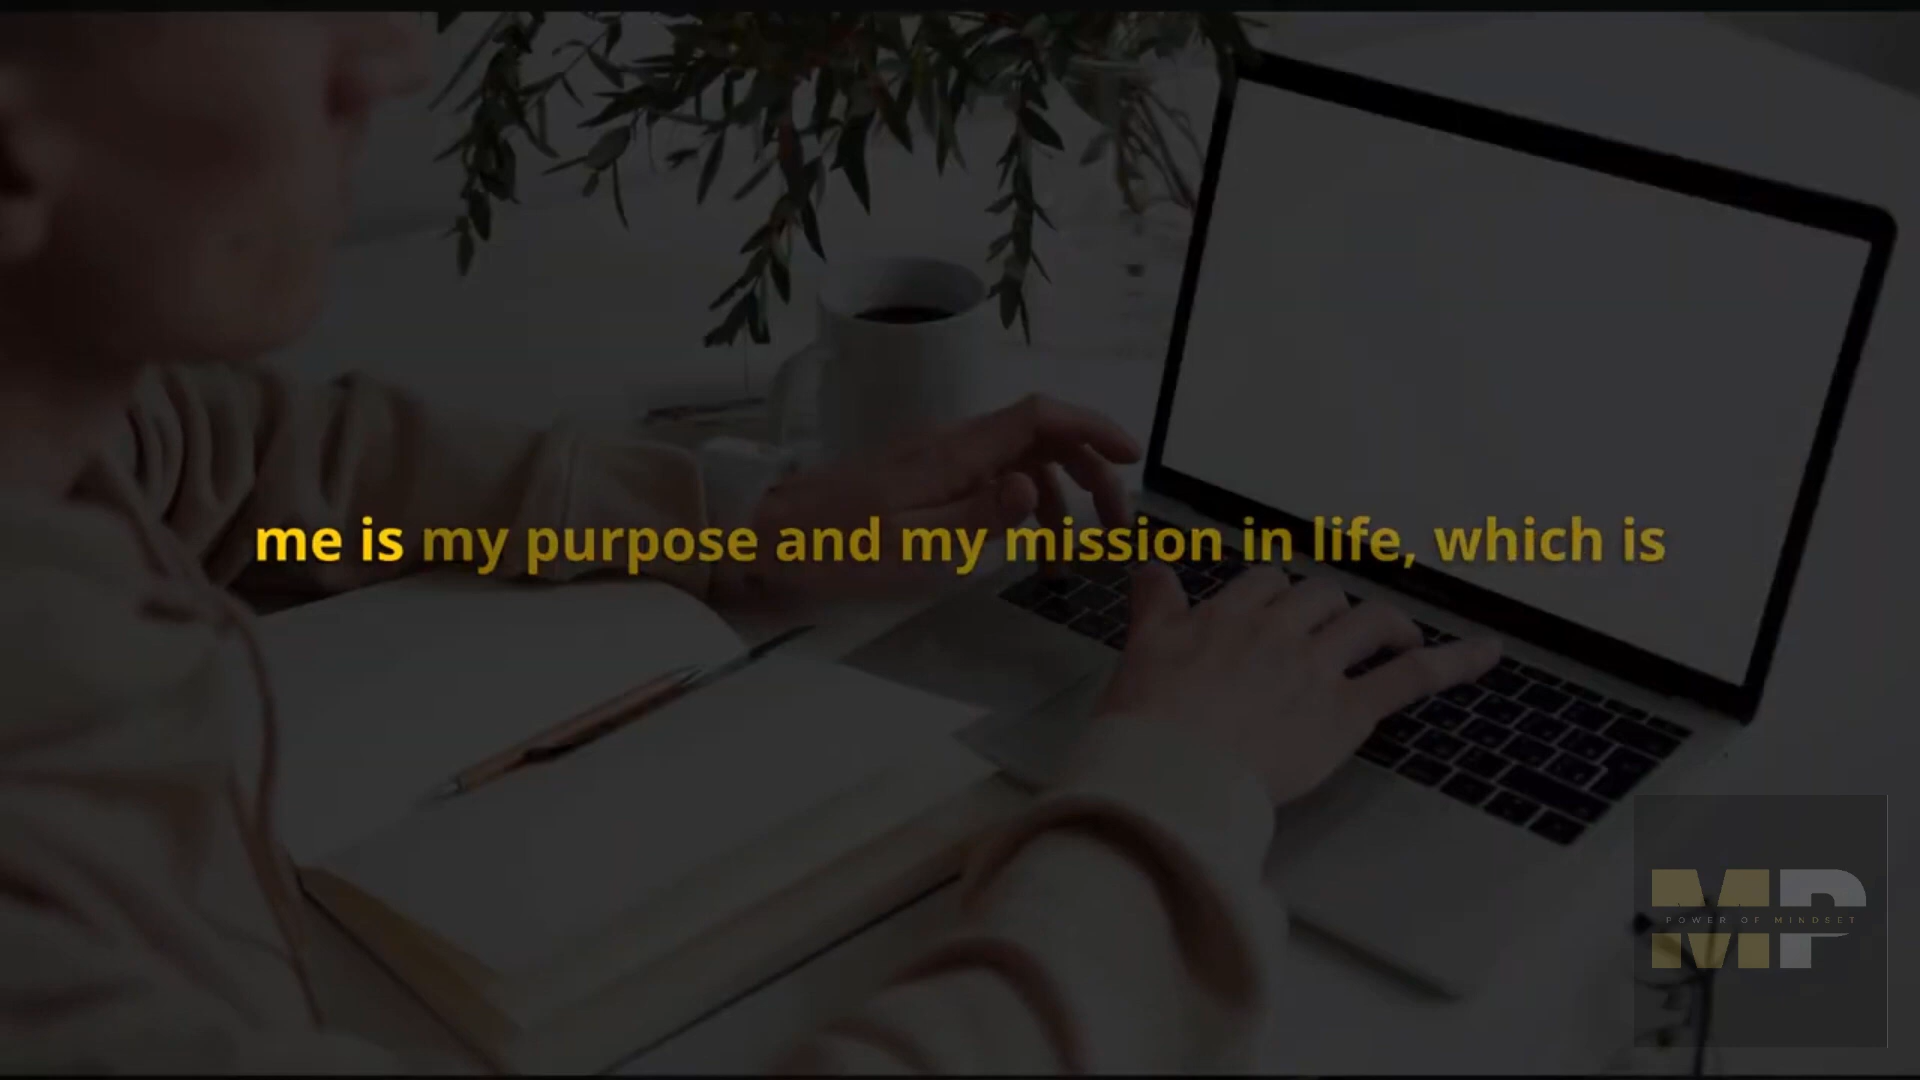 me is my purpose and my mission in life, which is
MP
POWER OF MINDSET